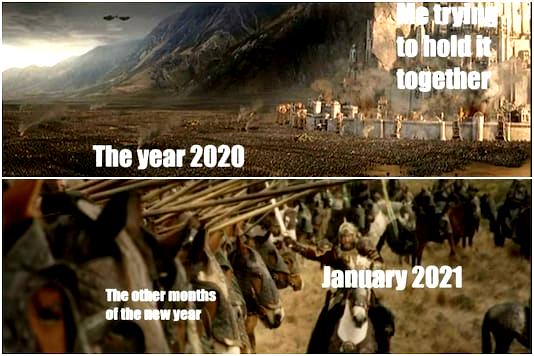 Me trying
to hold it
together
The year 2020
January 2021
The other months
of the new year